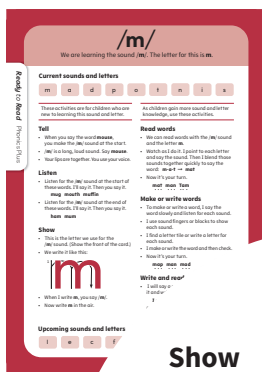 /m/
We are learning the sound /m/. The letter for this is m.
Ready to Read PhonicsPlus
Current sounds and letters
m a d p o t n i s
These activities are for children who are
new to learning this sound and letter.
Tell
• When you say the word mouse,
you make the /m/ sound at the start.
• /m/ is a long, loud sound. Say mouse.
• Your lips are together. You use your voice.
Listen
• Listen for the /m/ sound at the start of
these words. I'll say it. Then you say it.
mug mouth muffin
• Listen for the /m/ sound at the end of
these words. I'll say it. Then you say it.
ham mum
Show
• This is the letter we use for the
/m/ sound. (Show the front of the card.)
• We write it like this:
m
• When I write m, you say /m/.
• Now write m in the air.
As children gain more sound and letter
knowledge, use these activities.
Read words
• We can read words with the /m/ sound
and the letter m.
• Watch as I do it. I point to each letter
and say the sound. Then I blend those
sounds together quickly to say the
word: m-a-t → mat
• Now it's your turn.
mat man Tam
Make or write words
• To make or write a word, I say the
word slowly and listen for each sound.
• I use sound fingers or blocks to show
each sound.
• I find a letter tile or write a letter for
each sound.
• I make or write the word and then check.
• Now it's your turn.
map man mad
Write and read
• I will say a
it and
Upcoming sounds and letters
l e c f
Show